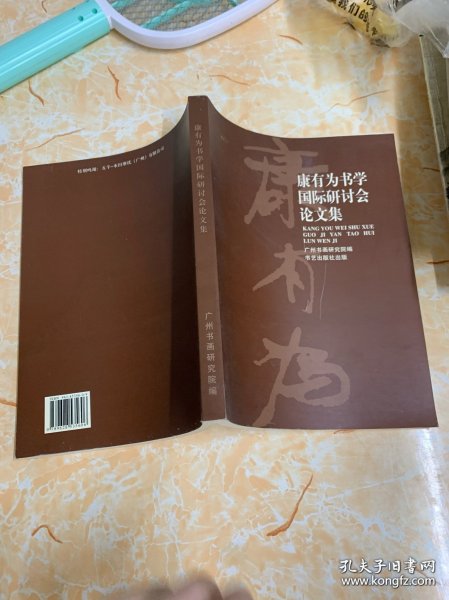 康有为书学
国际研讨会
论文集
KANG YOU WEI SHU XUE
GUO JI YAN TAO HUI
LUN WEN JI
广州书画研究院编
书艺出版社出版
康有为
康有为书学国际研讨会论文集
广州书画研究院 编
孔夫子旧书网
www.kongfz.com